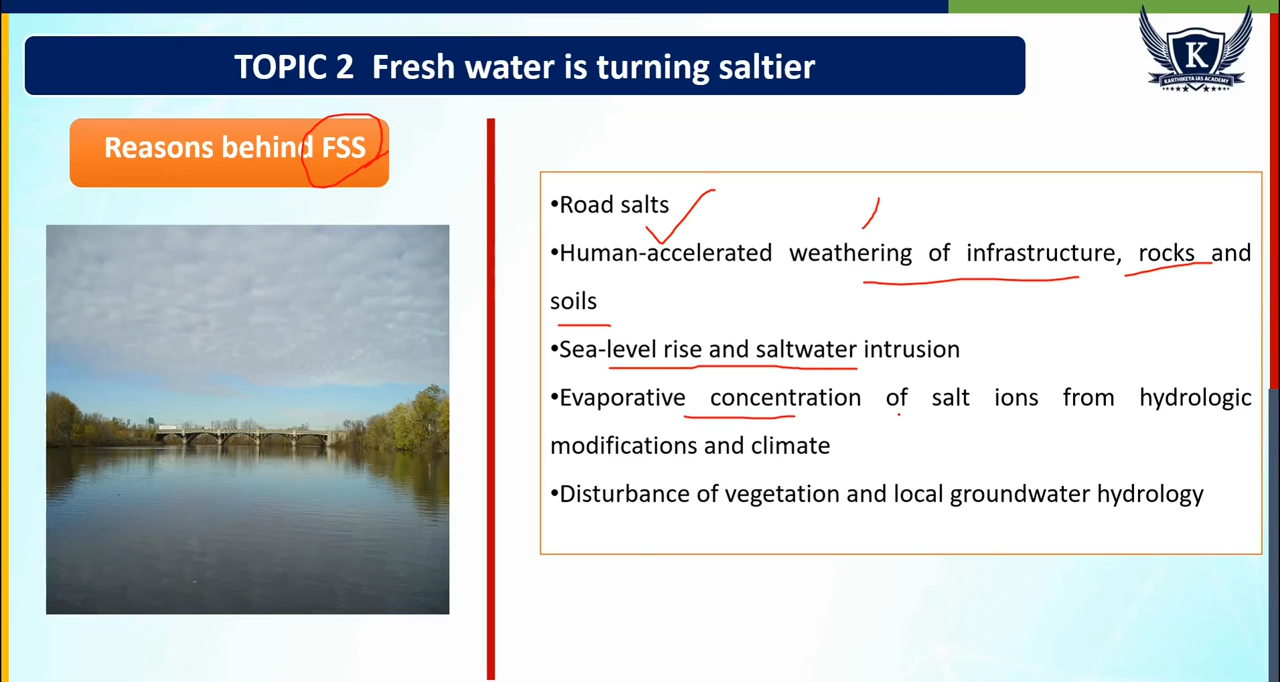 TOPIC 2 Fresh water is turning saltier
K
KARTHIKEYA IAS ACADEMY
Reasons behind FSS
•Road salts
•Human-accelerated weathering of infrastructure, rocks and
soils
•Sea-level rise and saltwater intrusion
•Evaporative concentration of salt ions from hydrologic
modifications and climate
•Disturbance of vegetation and local groundwater hydrology